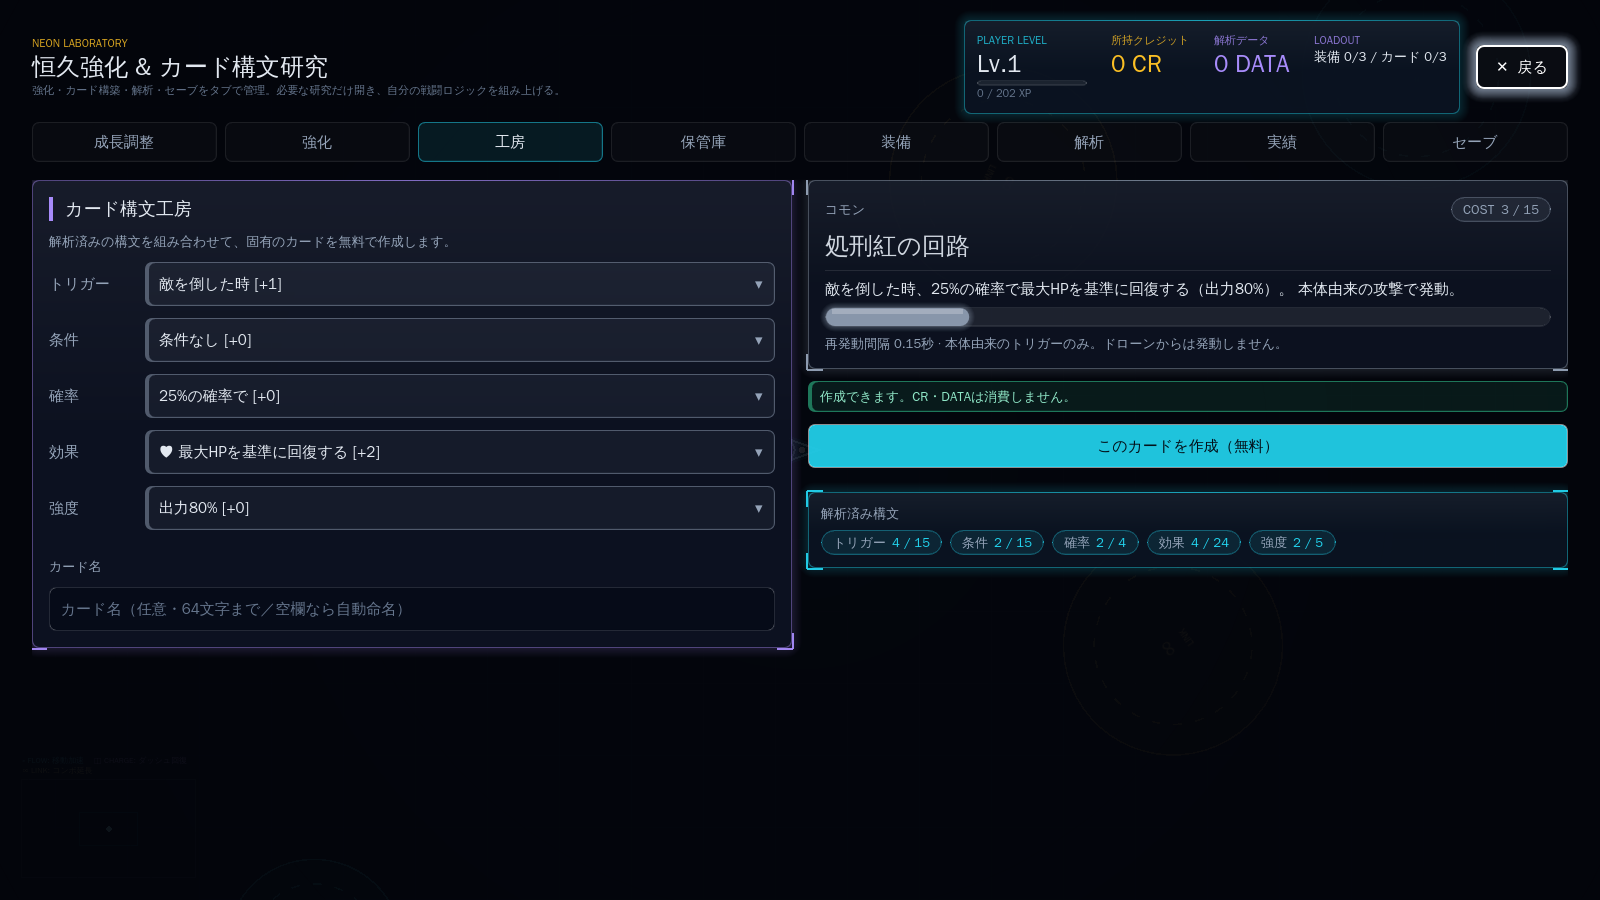 NEON LABORATORY
恒久強化 & カード構文研究
強化・カード構築・解析・セーブをタブで管理。必要な研究だけ開き、自分の戦闘ロジックを組み上げる。
PLAYER LEVEL
Lv.1
0 / 202 XP
所持クレジット
0 CR
解析データ
0 DATA
LOADOUT
装備 0/3 / カード 0/3
✕ 戻る
成長調整
強化
工房
保管庫
装備
解析
実績
セーブ
カード構文工房
解析済みの構文を組み合わせて、固有のカードを無料で作成します。
トリガー
敵を倒した時 [+1]
条件
条件なし [+0]
確率
25%の確率で [+0]
効果
♥ 最大HPを基準に回復する [+2]
強度
出力80% [+0]
カード名
カード名（任意・64文字まで／空欄なら自動命名）
コモン
COST 3 / 15
処刑紅の回路
敵を倒した時、25%の確率で最大HPを基準に回復する（出力80%）。 本体由来の攻撃で発動。
再発動間隔 0.15秒 · 本体由来のトリガーのみ。ドローンからは発動しません。
作成できます。CR・DATAは消費しません。
このカードを作成（無料）
解析済み構文
トリガー 4 / 15
条件 2 / 15
確率 2 / 4
効果 4 / 24
強度 2 / 5